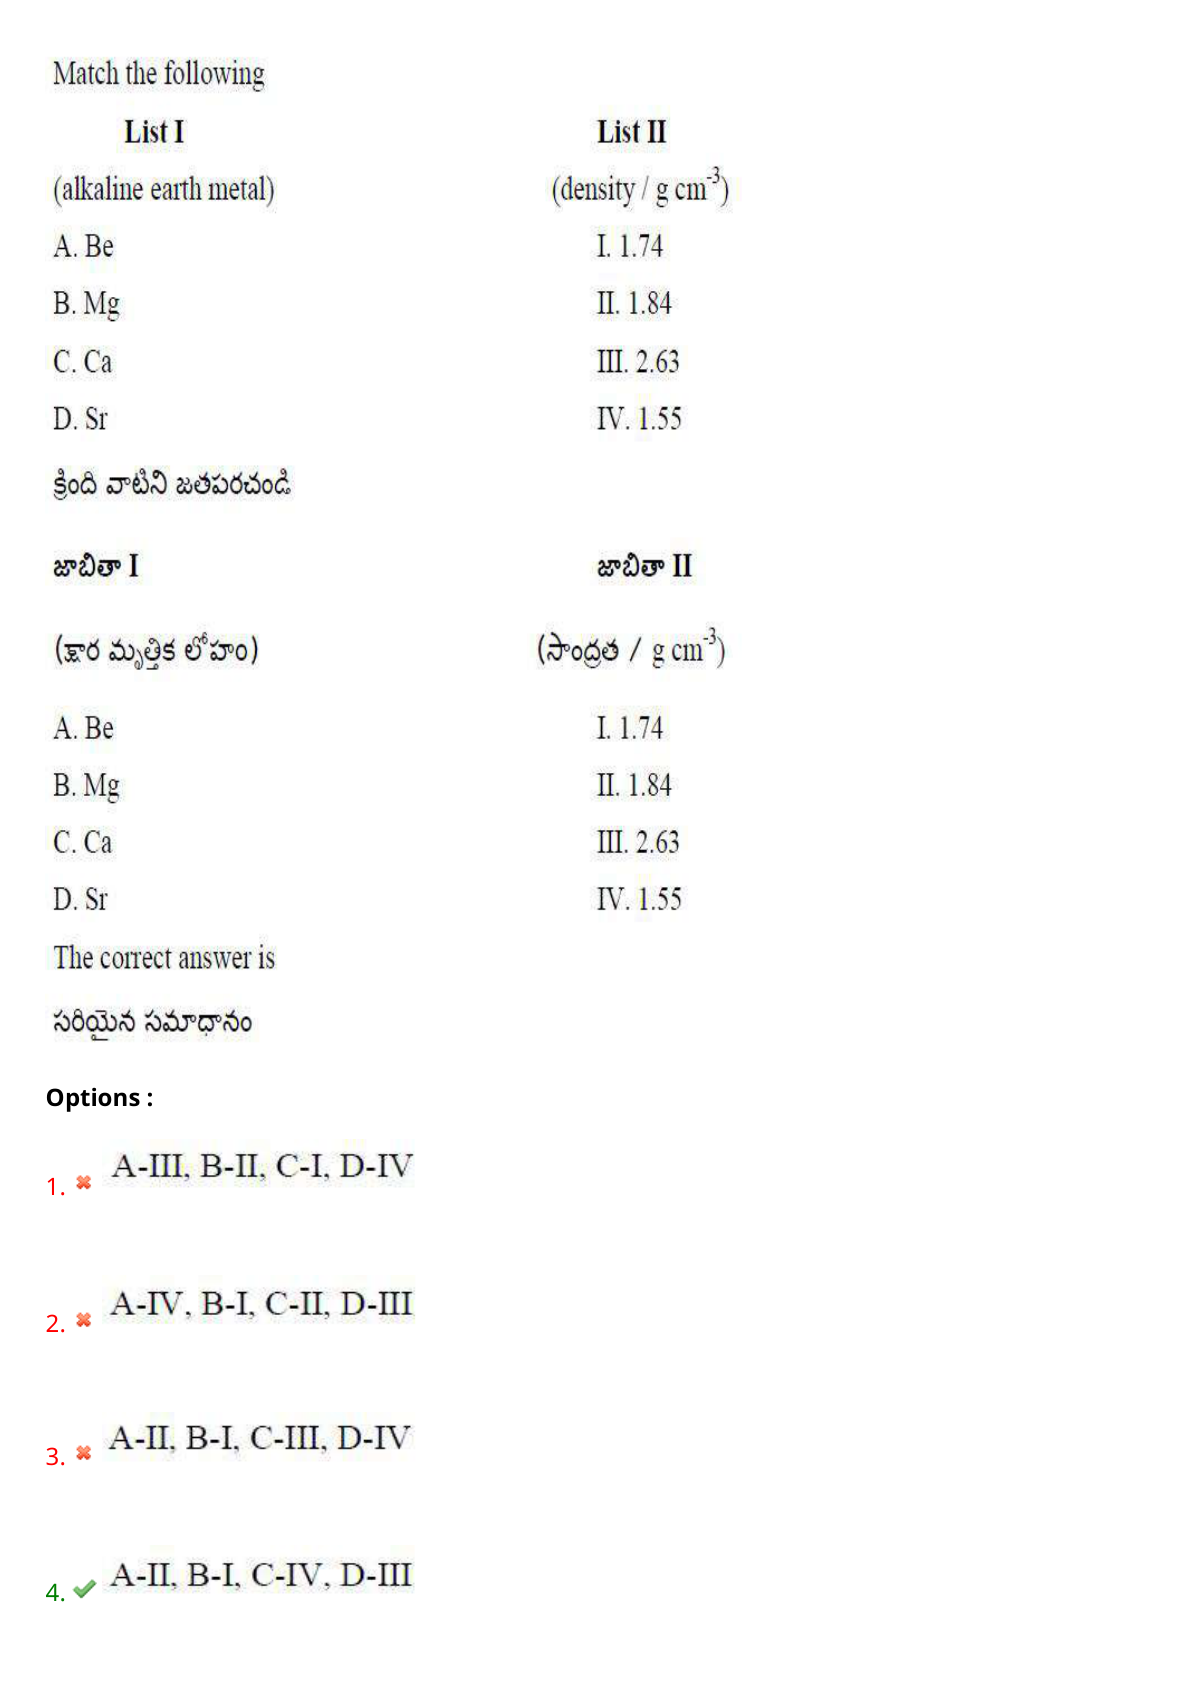 Match the following
List I List II
(alkaline earth metal) (density / g cm-3)
A. Be I. 1.74
B. Mg II. 1.84
C. Ca III. 2.63
D. Sr IV. 1.55
క్రింది వాటిని జతపరచండి
జాబితా I జాబితా II
(క్షార మృత్తిక లోహం) (సాంద్రత / g cm-3)
A. Be I. 1.74
B. Mg II. 1.84
C. Ca III. 2.63
D. Sr IV. 1.55
The correct answer is
సరియైన సమాధానం
Options :
1. A-III, B-II, C-I, D-IV
2. A-IV, B-I, C-II, D-III
3. A-II, B-I, C-III, D-IV
4. A-II, B-I, C-IV, D-III